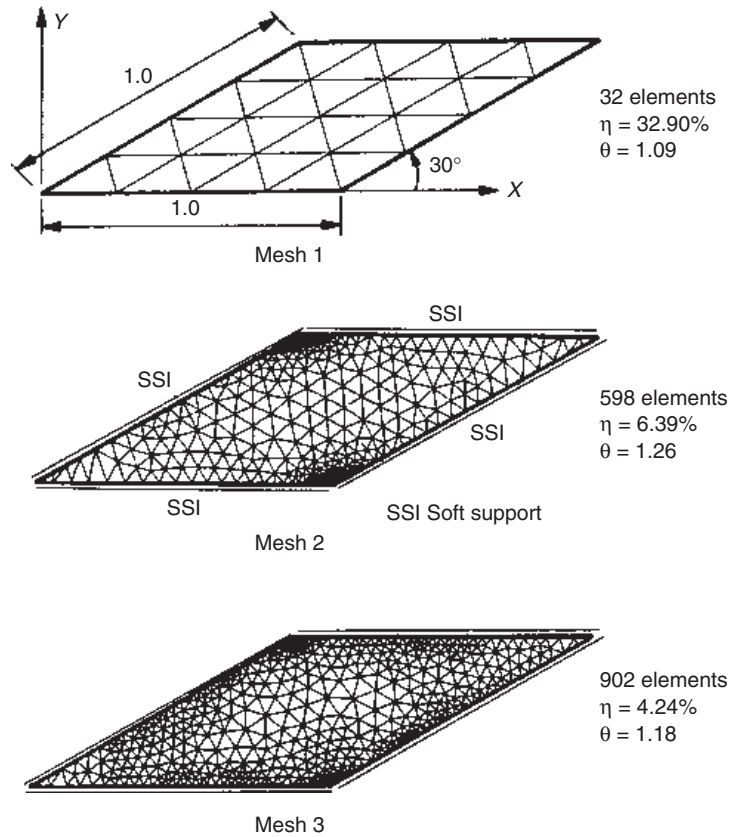 Y
1.0
30°
X
1.0
32 elements
η = 32.90%
θ = 1.09
Mesh 1
SSI
SSI
SSI
SSI
598 elements
η = 6.39%
θ = 1.26
SSI Soft support
Mesh 2
902 elements
η = 4.24%
θ = 1.18
Mesh 3